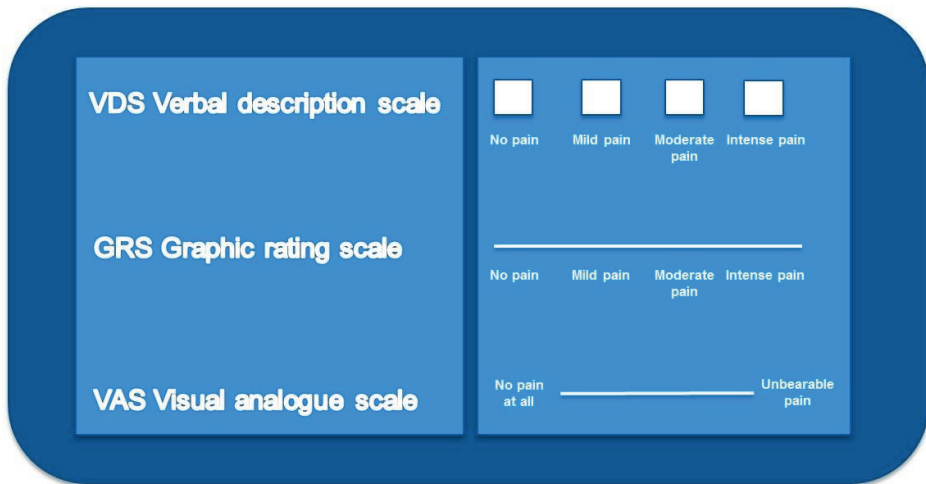 VDS Verbal description scale
No pain Mild pain Moderate pain Intense pain
GRS Graphic rating scale
No pain Mild pain Moderate pain Intense pain
VAS Visual analogue scale
No pain at all
Unbearable pain